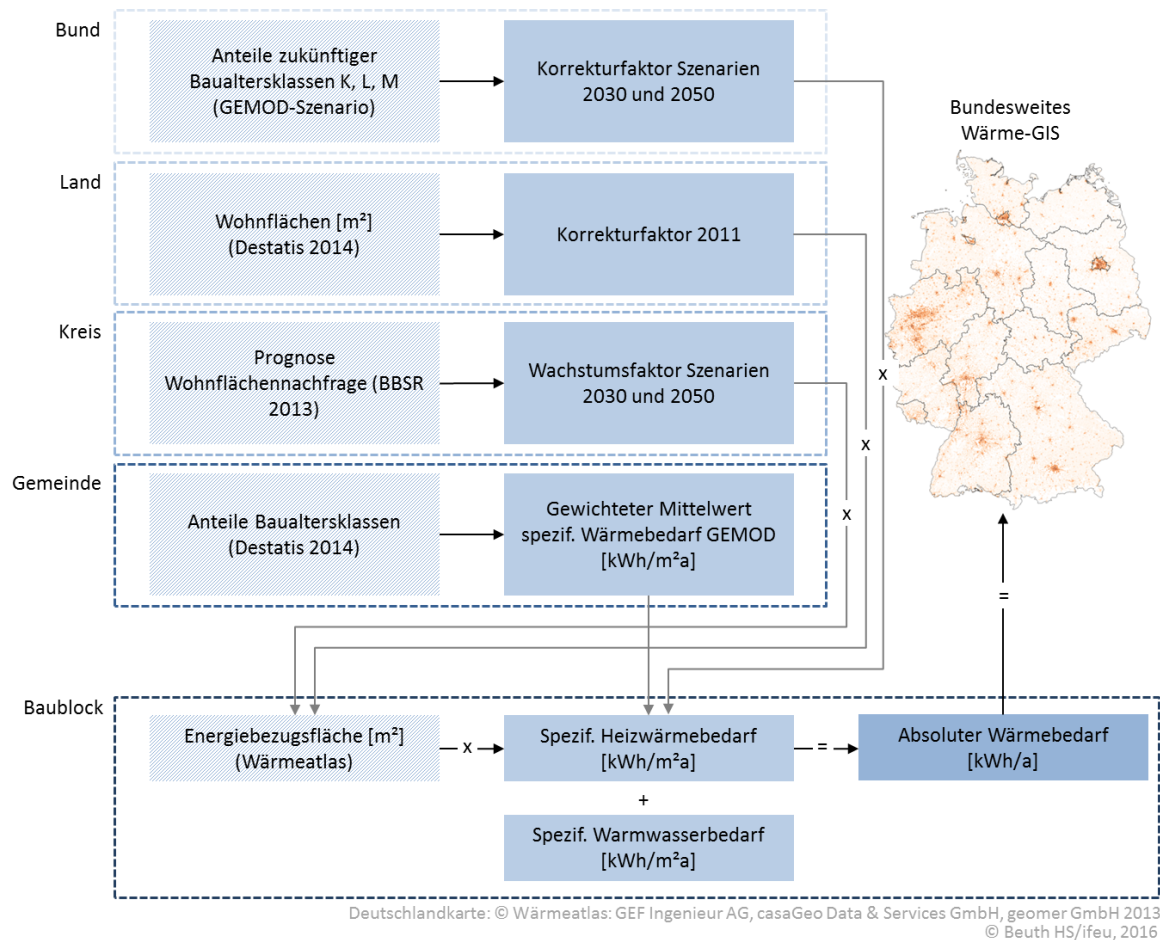 Bund
Anteile zukünftiger
Baualtersklassen K, L, M
(GEMOD-Szenario)
Korrekturfaktor Szenarien
2030 und 2050
Bundesweites
Wärme-GIS
Land
Wohnflächen [m²]
(Destatis 2014)
Korrekturfaktor 2011
Kreis
Prognose
Wohnflächennachfrage (BBSR
2013)
Wachstumsfaktor Szenarien
2030 und 2050
x
x
x
Gemeinde
Anteile Baualtersklassen
(Destatis 2014)
Gewichteter Mittelwert
spezif. Wärmebedarf GEMOD
[kWh/m²a]
=
Baublock
Energiebezugsfläche [m²]
(Wärmeatlas)
x
Spezif. Heizwärmebedarf
[kWh/m²a]
=
Absoluter Wärmebedarf
[kWh/a]
+
Spezif. Warmwasserbedarf
[kWh/m²a]
Deutschlandkarte: © Wärmeatlas: GEF Ingenieur AG, casaGeo Data & Services GmbH, geomer GmbH 2013
© Beuth HS/ifeu, 2016